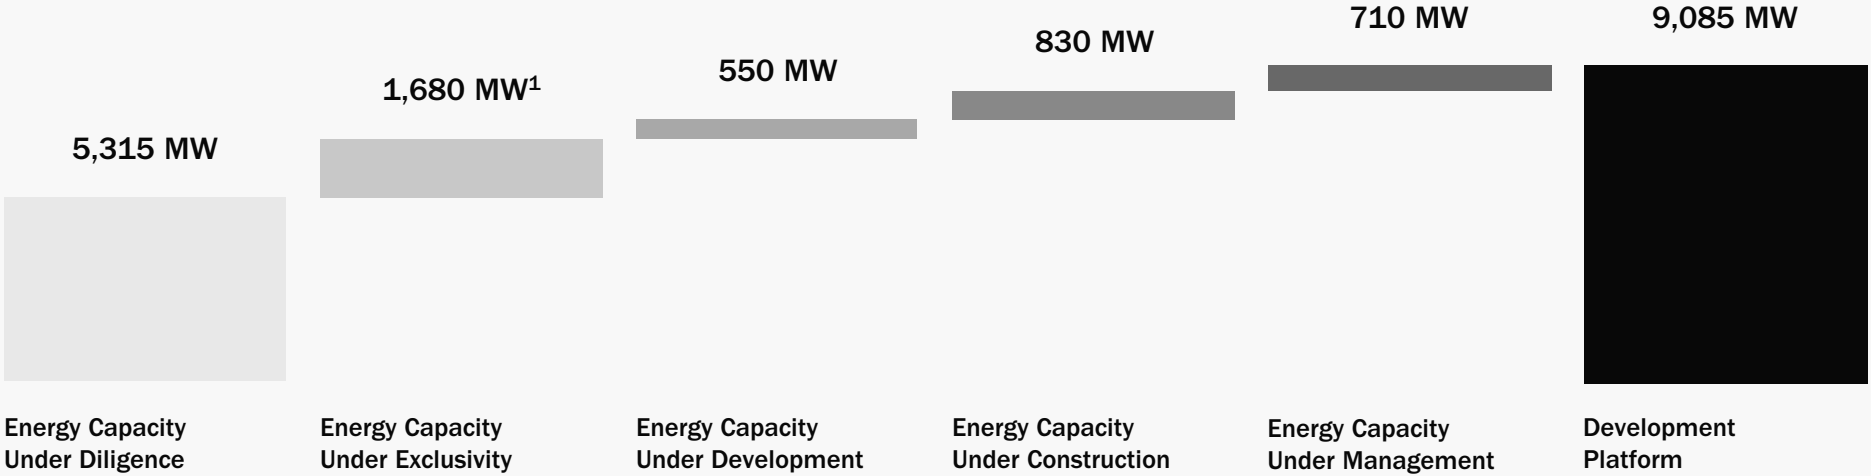 5,315 MW
1,680 MW¹
550 MW
830 MW
710 MW
9,085 MW
Energy Capacity
Under Diligence
Energy Capacity
Under Exclusivity
Energy Capacity
Under Development
Energy Capacity
Under Construction
Energy Capacity
Under Management
Development
Platform